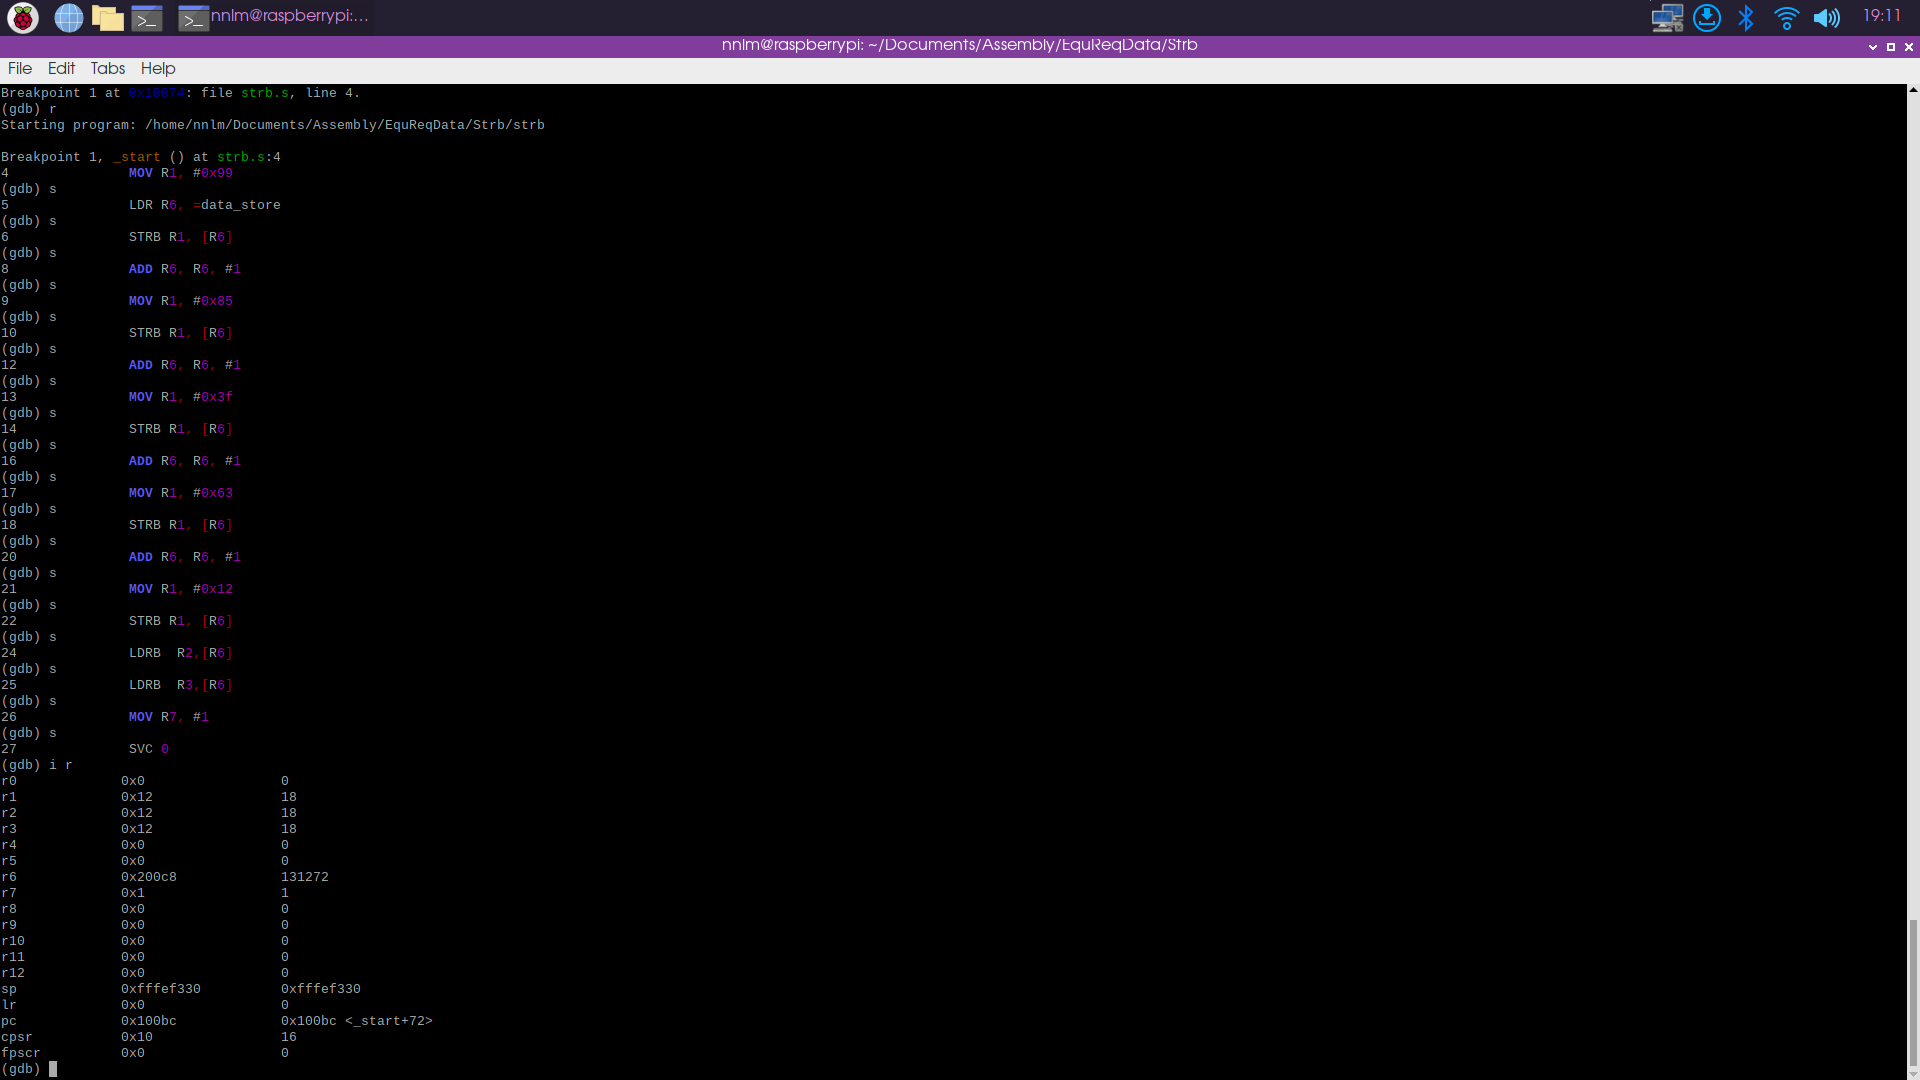 nnlm@raspberrypi:... 19:11
nnlm@raspberrypi: ~/Documents/Assembly/EquReqData/Strb
File Edit Tabs Help
Breakpoint 1 at 0x10074: file strb.s, line 4.
(gdb) r
Starting program: /home/nnlm/Documents/Assembly/EquReqData/Strb/strb
Breakpoint 1, _start () at strb.s:4
4 MOV R1, #0x99
(gdb) s
5 LDR R6, =data_store
(gdb) s
6 STRB R1, [R6]
(gdb) s
8 ADD R6, R6, #1
(gdb) s
9 MOV R1, #0x85
(gdb) s
10 STRB R1, [R6]
(gdb) s
12 ADD R6, R6, #1
(gdb) s
13 MOV R1, #0x3f
(gdb) s
14 STRB R1, [R6]
(gdb) s
16 ADD R6, R6, #1
(gdb) s
17 MOV R1, #0x63
(gdb) s
18 STRB R1, [R6]
(gdb) s
20 ADD R6, R6, #1
(gdb) s
21 MOV R1, #0x12
(gdb) s
22 STRB R1, [R6]
(gdb) s
24 LDRB R2,[R6]
(gdb) s
25 LDRB R3,[R6]
(gdb) s
26 MOV R7, #1
(gdb) s
27 SVC 0
(gdb) i r
r0 0x0 0
r1 0x12 18
r2 0x12 18
r3 0x12 18
r4 0x0 0
r5 0x0 0
r6 0x200c8 131272
r7 0x1 1
r8 0x0 0
r9 0x0 0
r10 0x0 0
r11 0x0 0
r12 0x0 0
sp 0xfffef330 0xfffef330
lr 0x0 0
pc 0x100bc 0x100bc <_start+72>
cpsr 0x10 16
fpscr 0x0 0
(gdb)